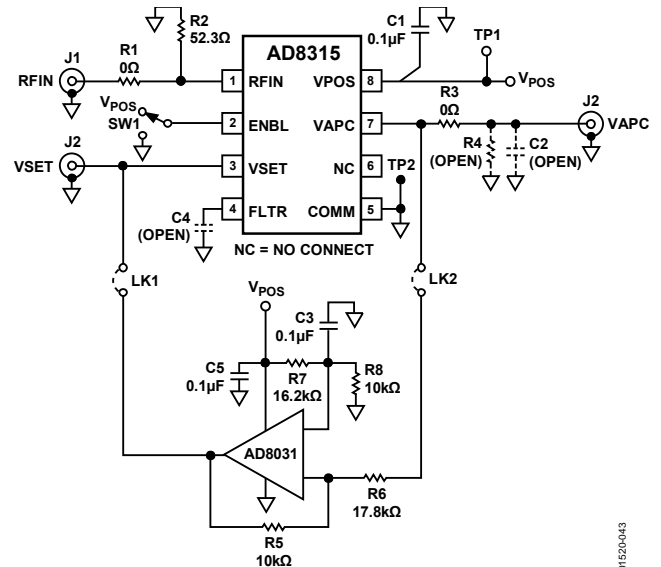 R2
52.3Ω
C1
0.1µF
TP1
AD8315
J1
R1
0Ω
RFIN
1 RFIN
VPOS 8
VPOS
R3
0Ω
J2
VAPC
VPOS
SW1
2 ENBL
VAPC 7
R4
(OPEN)
C2
(OPEN)
J2
VSET
3 VSET
NC 6
TP2
C4
(OPEN)
4 FLTR
COMM 5
NC = NO CONNECT
LK1
LK2
VPOS
C3
0.1µF
C5
0.1µF
R7
16.2kΩ
R8
10kΩ
AD8031
R6
17.8kΩ
R5
10kΩ